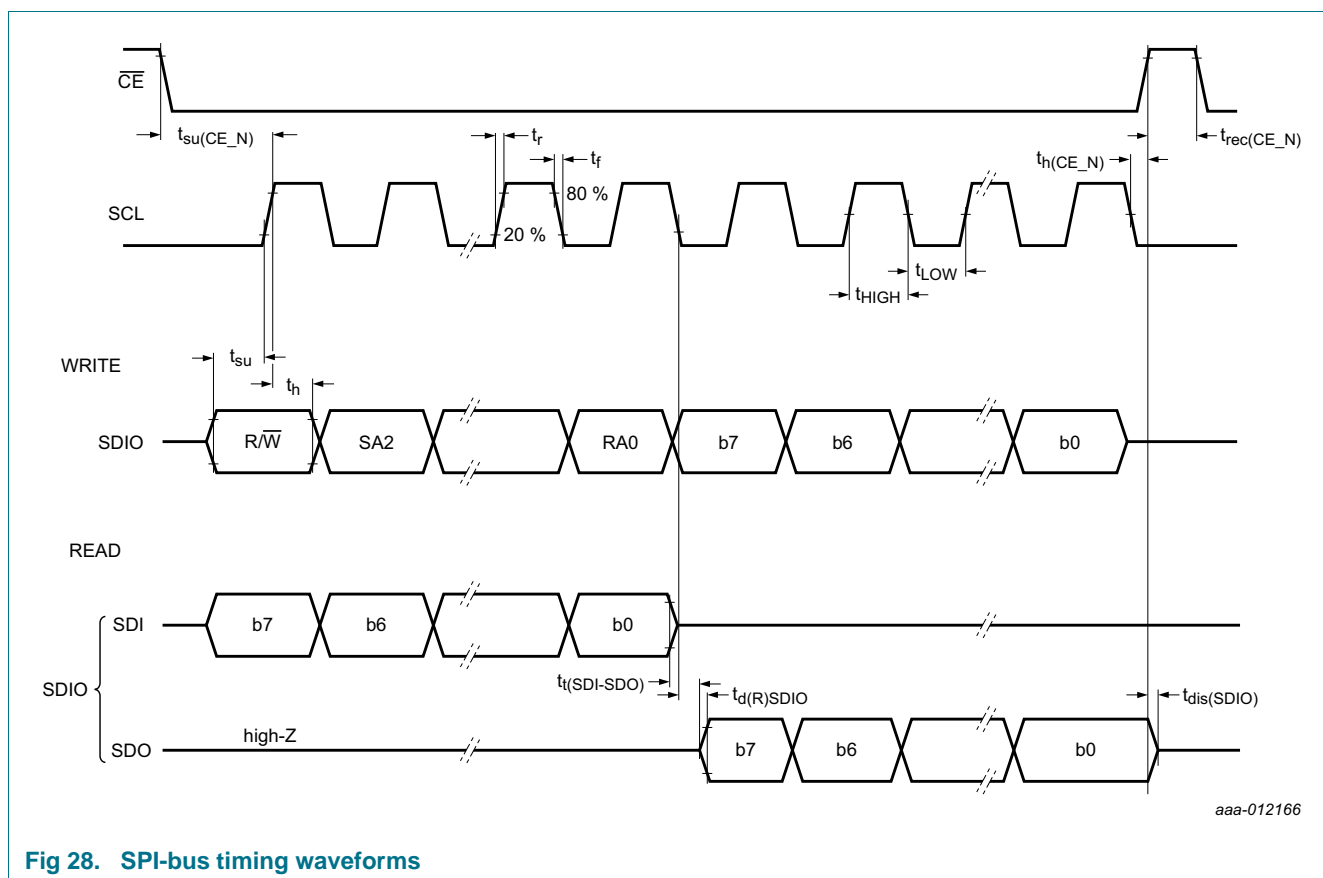 CE
tsu(CE_N)
tr
tf
th(CE_N)
trec(CE_N)
80 %
SCL
20 %
tLOW
tHIGH
WRITE
tsu
th
SDIO
R/W
SA2
RA0
b7
b6
b0
READ
SDI
b7
b6
b0
SDIO
tt(SDI-SDO)
td(R)SDIO
tdis(SDIO)
SDO
high-Z
b7
b6
b0
aaa-012166
Fig 28. SPI-bus timing waveforms